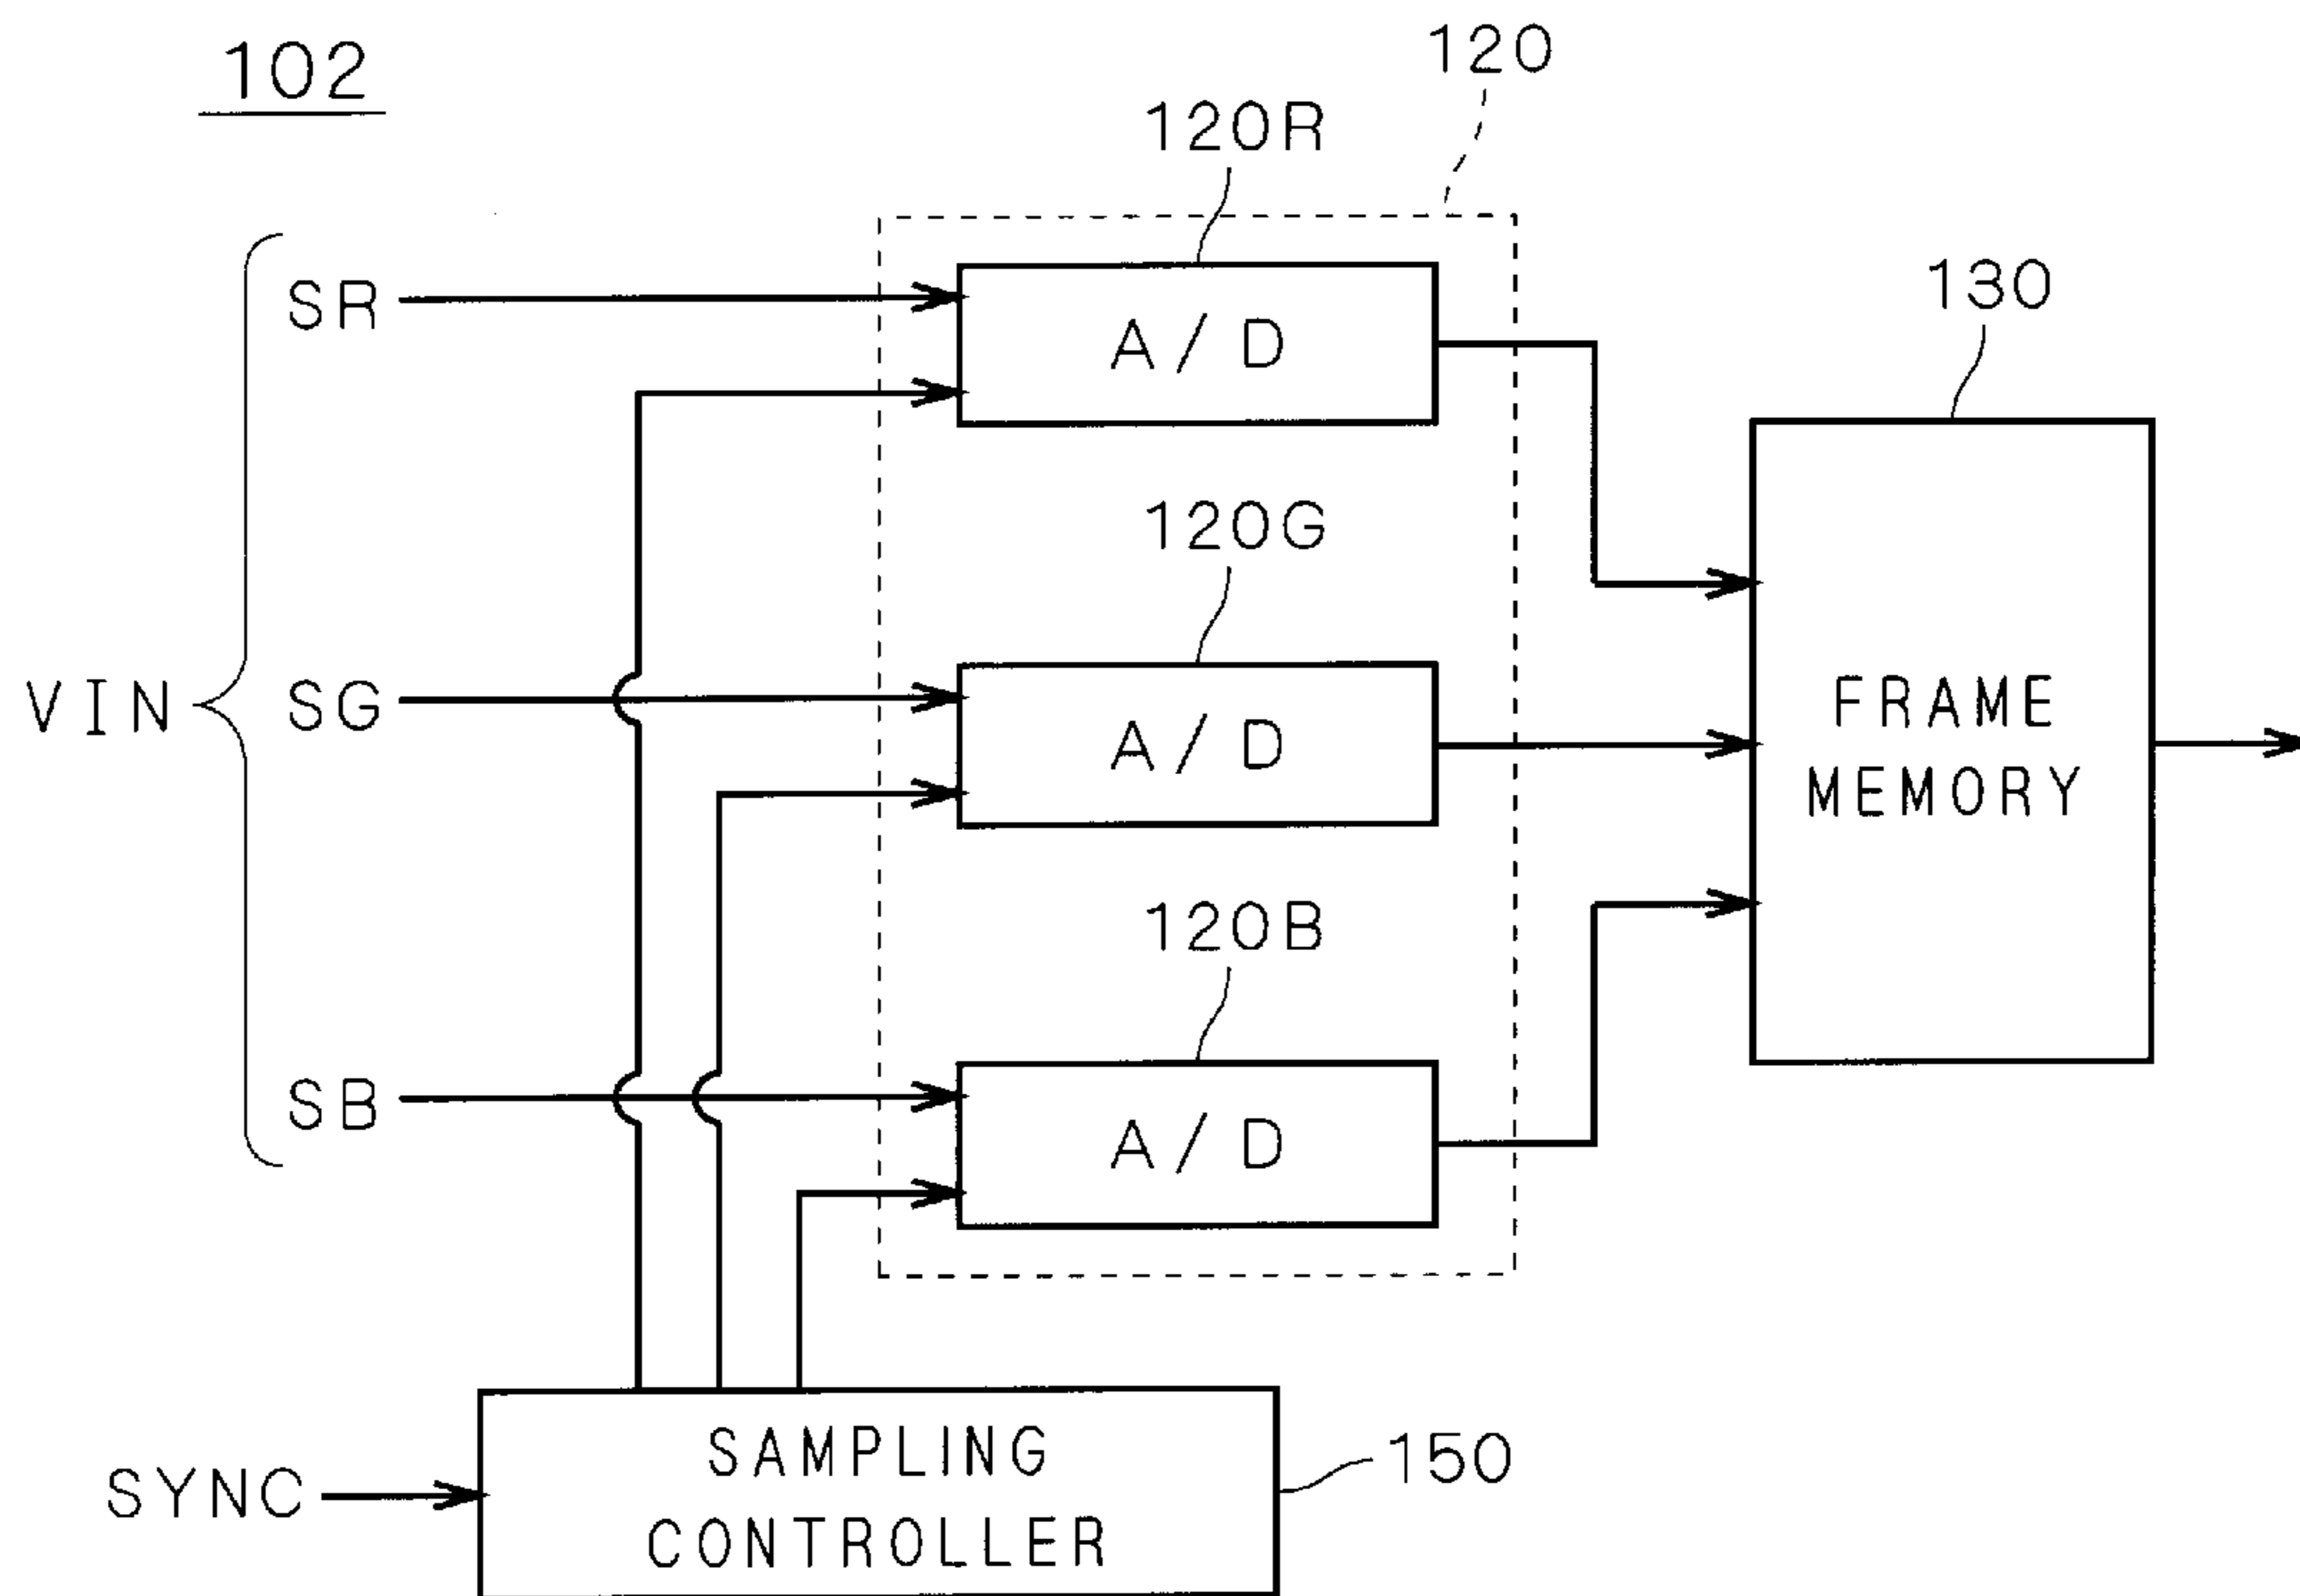 102
120
120R
SR
A/D
130
120G
VIN
SG
A/D
FRAME
MEMORY
120B
SB
A/D
SAMPLING
CONTROLLER
150
SYNC